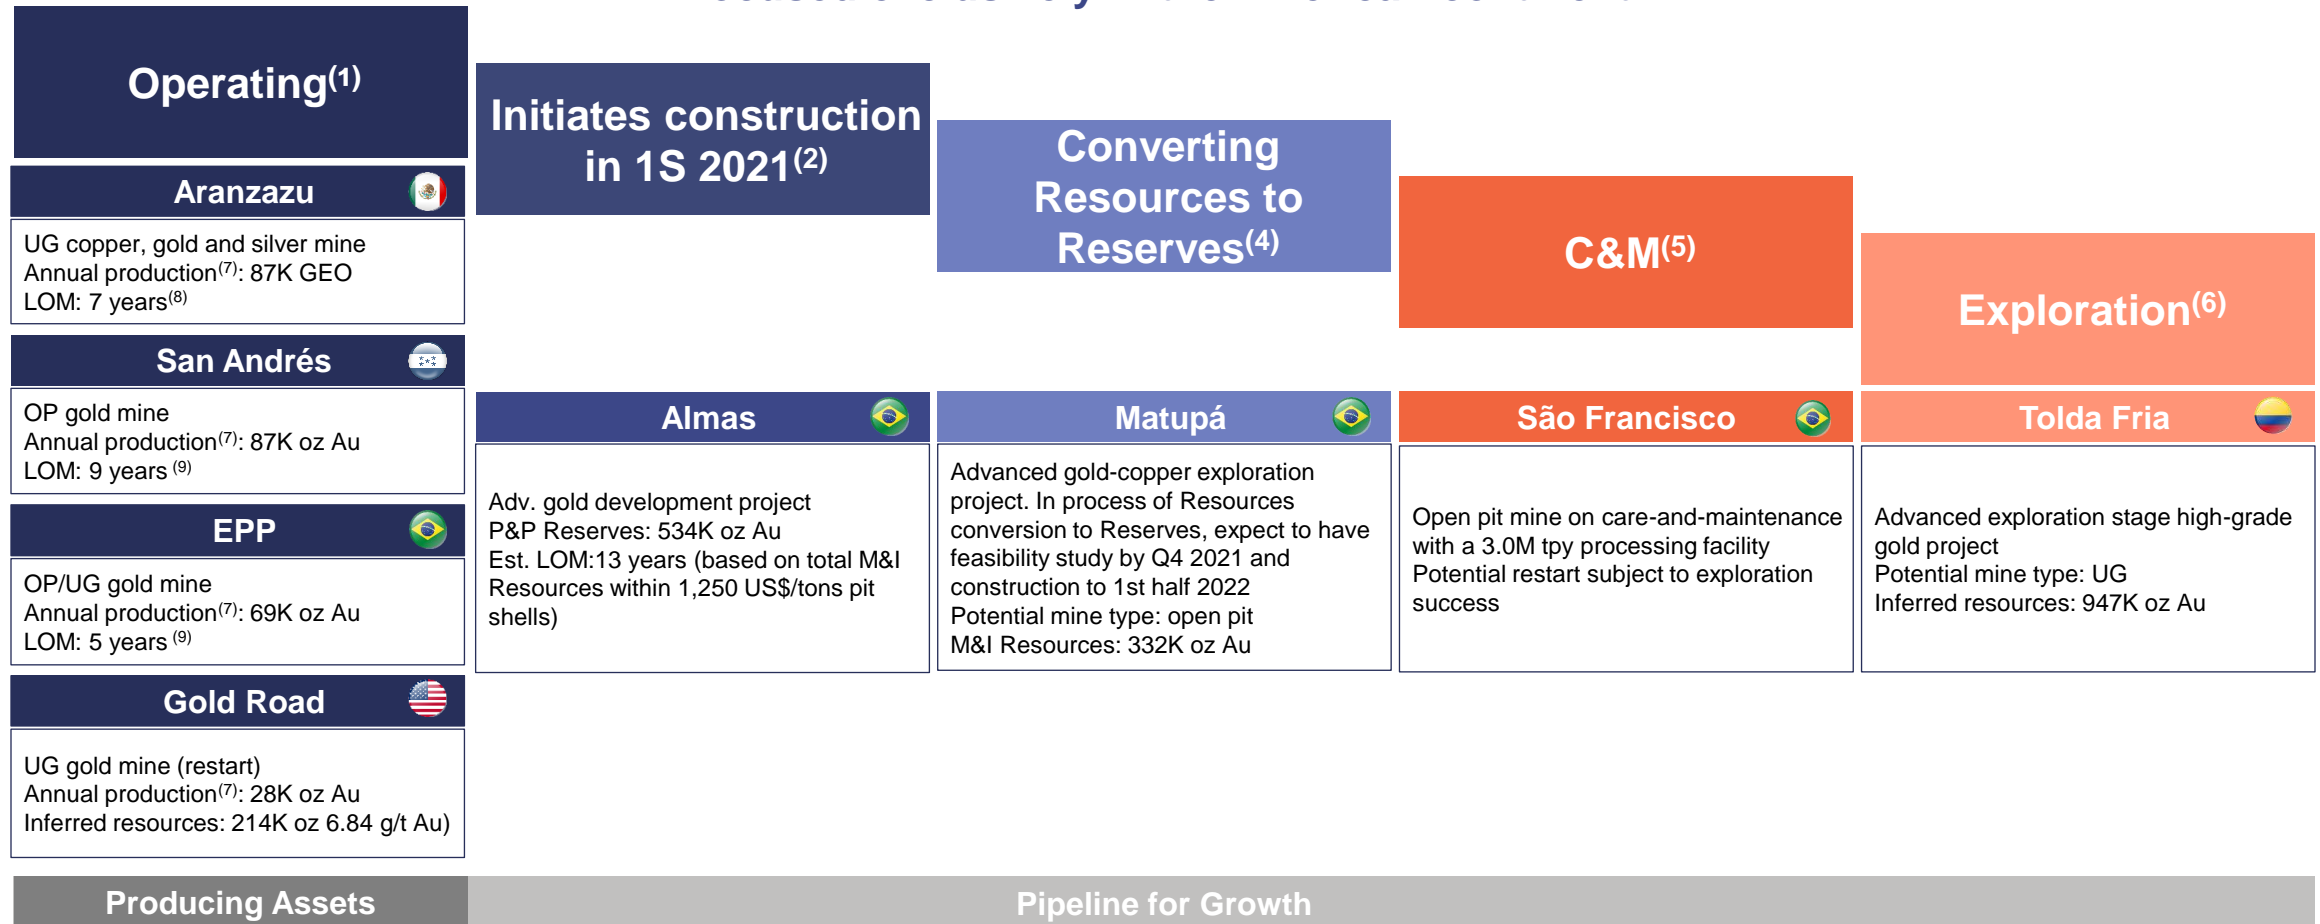 Operating(1)
Aranzazu
UG copper, gold and silver mine
Annual production(7): 87K GEO
LOM: 7 years(8)
San Andrés
OP gold mine
Annual production(7): 87K oz Au
LOM: 9 years (9)
EPP
OP/UG gold mine
Annual production(7): 69K oz Au
LOM: 5 years (9)
Gold Road
UG gold mine (restart)
Annual production(7): 28K oz Au
Inferred resources: 214K oz 6.84 g/t Au)
Initiates construction
in 1S 2021(2)
Almas
Adv. gold development project
P&P Reserves: 534K oz Au
Est. LOM:13 years (based on total M&I
Resources within 1,250 US$/tons pit
shells)
Converting
Resources to
Reserves(4)
Matupá
Advanced gold-copper exploration
project. In process of Resources
conversion to Reserves, expect to have
feasibility study by Q4 2021 and
construction to 1st half 2022
Potential mine type: open pit
M&I Resources: 332K oz Au
C&M(5)
São Francisco
Open pit mine on care-and-maintenance
with a 3.0M tpy processing facility
Potential restart subject to exploration
success
Exploration(6)
Tolda Fria
Advanced exploration stage high-grade
gold project
Potential mine type: UG
Inferred resources: 947K oz Au
Producing Assets
Pipeline for Growth